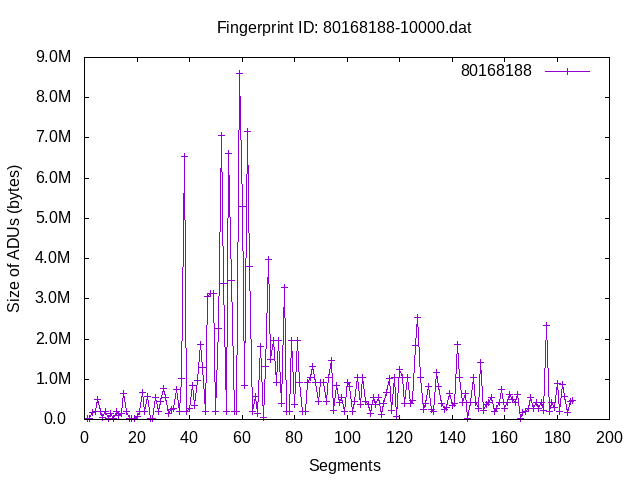 Fingerprint ID: 80168188-10000.dat
80168188
Size of ADUs (bytes)
9.0M
8.0M
7.0M
6.0M
5.0M
4.0M
3.0M
2.0M
1.0M
0.0
0 20 40 60 80 100 120 140 160 180 200
Segments